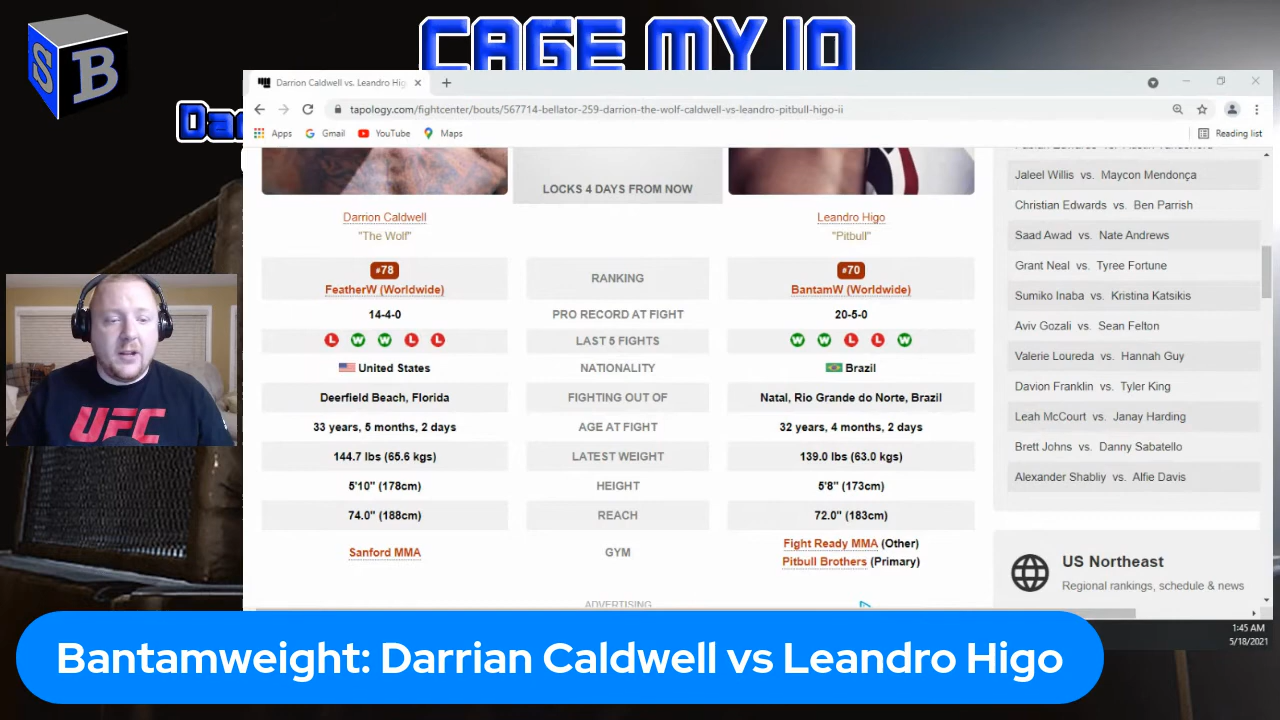 CAGE MY IQ
S B
Dar
Darrion Caldwell vs. Leandro Hig
tapology.com/fightcenter/bouts/567714-bellator-259-darrion-the-wolf-caldwell-vs-leandro-pitbull-higo-ii
Apps Gmail YouTube Maps Reading list
LOCKS 4 DAYS FROM NOW
Darrion Caldwell Leandro Higo
"The Wolf" "Pitbull"
#78 RANKING #70
FeatherW (Worldwide) BantamW (Worldwide)
14-4-0 PRO RECORD AT FIGHT 20-5-0
L W W L L LAST 5 FIGHTS W W L L W
United States NATIONALITY Brazil
Deerfield Beach, Florida FIGHTING OUT OF Natal, Rio Grande do Norte, Brazil
33 years, 5 months, 2 days AGE AT FIGHT 32 years, 4 months, 2 days
144.7 lbs (65.6 kgs) LATEST WEIGHT 139.0 lbs (63.0 kgs)
5'10" (178cm) HEIGHT 5'8" (173cm)
74.0" (188cm) REACH 72.0" (183cm)
Sanford MMA GYM Fight Ready MMA (Other)
Pitbull Brothers (Primary)
ADVERTISING
Jaleel Willis vs. Maycon Mendonça
Christian Edwards vs. Ben Parrish
Saad Awad vs. Nate Andrews
Grant Neal vs. Tyree Fortune
Sumiko Inaba vs. Kristina Katsikis
Aviv Gozali vs. Sean Felton
Valerie Loureda vs. Hannah Guy
Davion Franklin vs. Tyler King
Leah McCourt vs. Janay Harding
Brett Johns vs. Danny Sabatello
Alexander Shabliy vs. Alfie Davis
US Northeast
Regional rankings, schedule & news
UFC
1:45 AM
5/18/2021
Bantamweight: Darrian Caldwell vs Leandro Higo